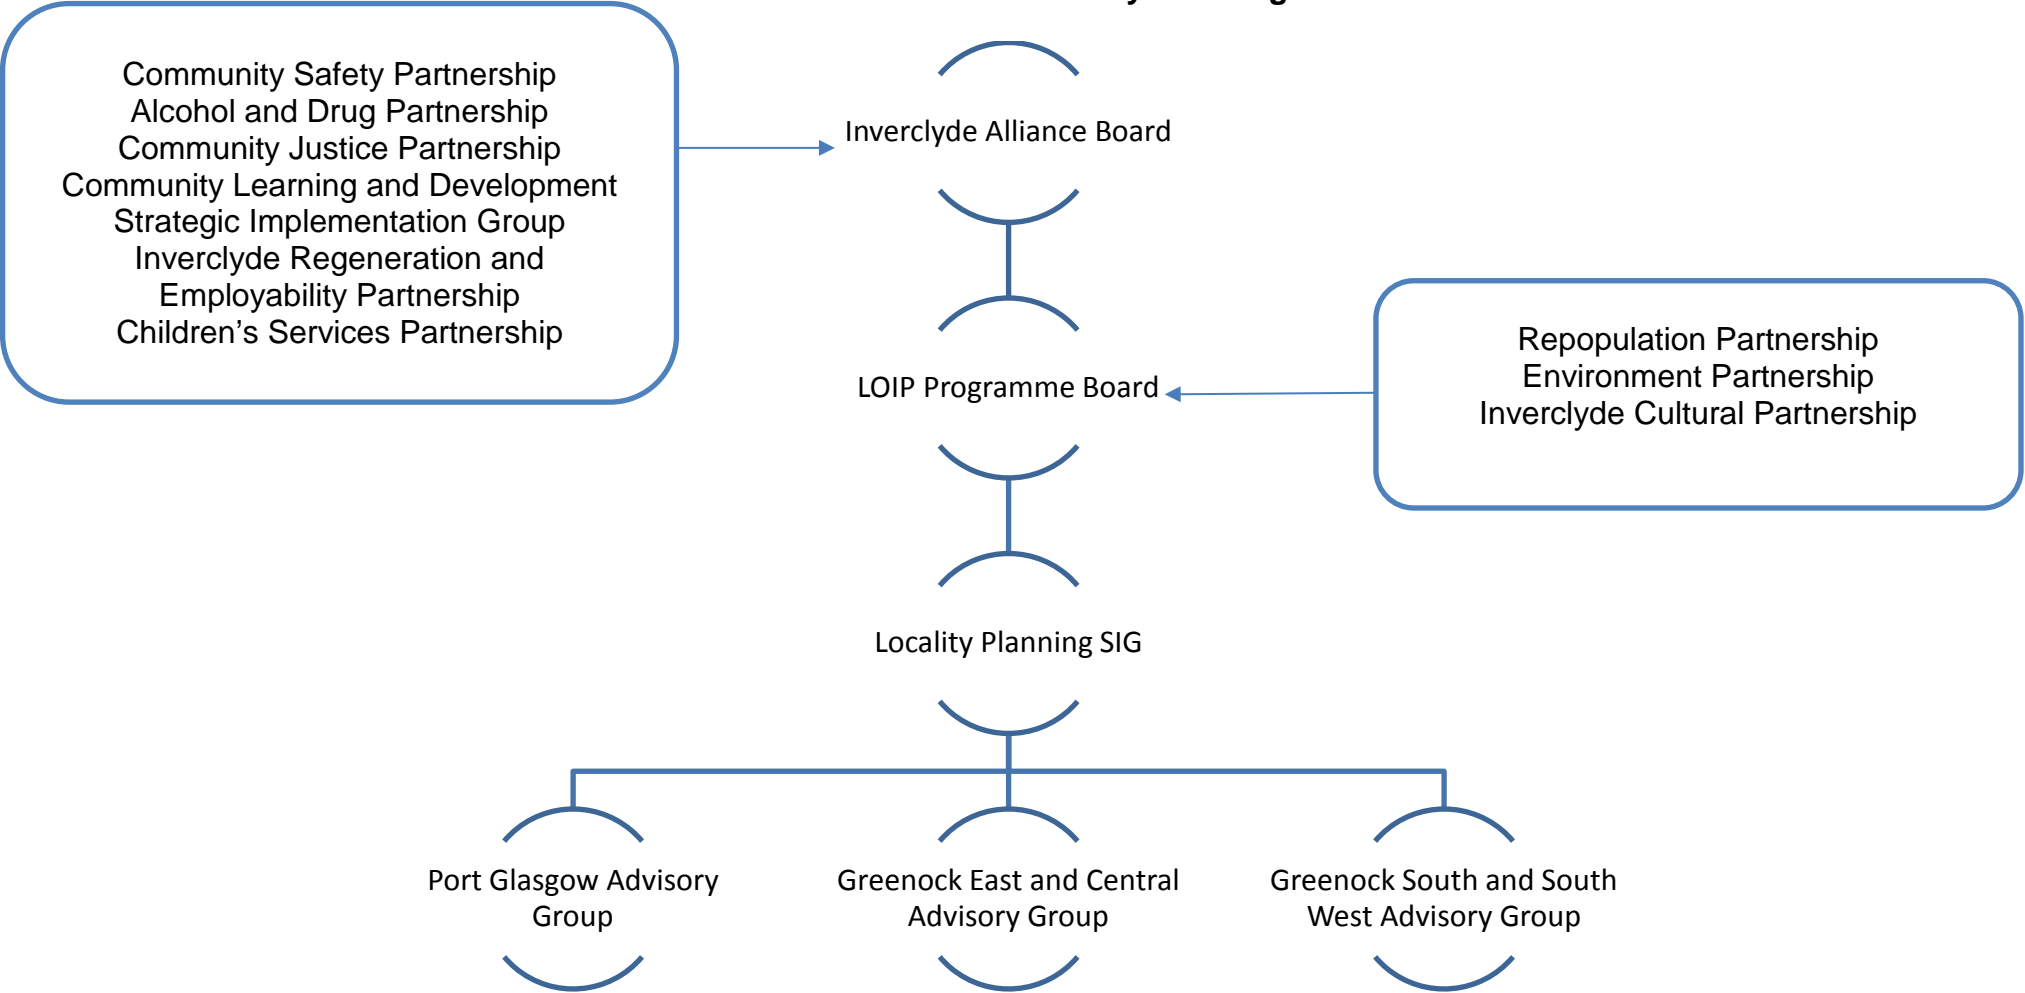 Community Safety Partnership
Alcohol and Drug Partnership
Community Justice Partnership
Community Learning and Development
Strategic Implementation Group
Inverclyde Regeneration and
Employability Partnership
Children’s Services Partnership
Inverclyde Alliance Board
Repopulation Partnership
Environment Partnership
Inverclyde Cultural Partnership
LOIP Programme Board
Locality Planning SIG
Port Glasgow Advisory
Group
Greenock East and Central
Advisory Group
Greenock South and South
West Advisory Group